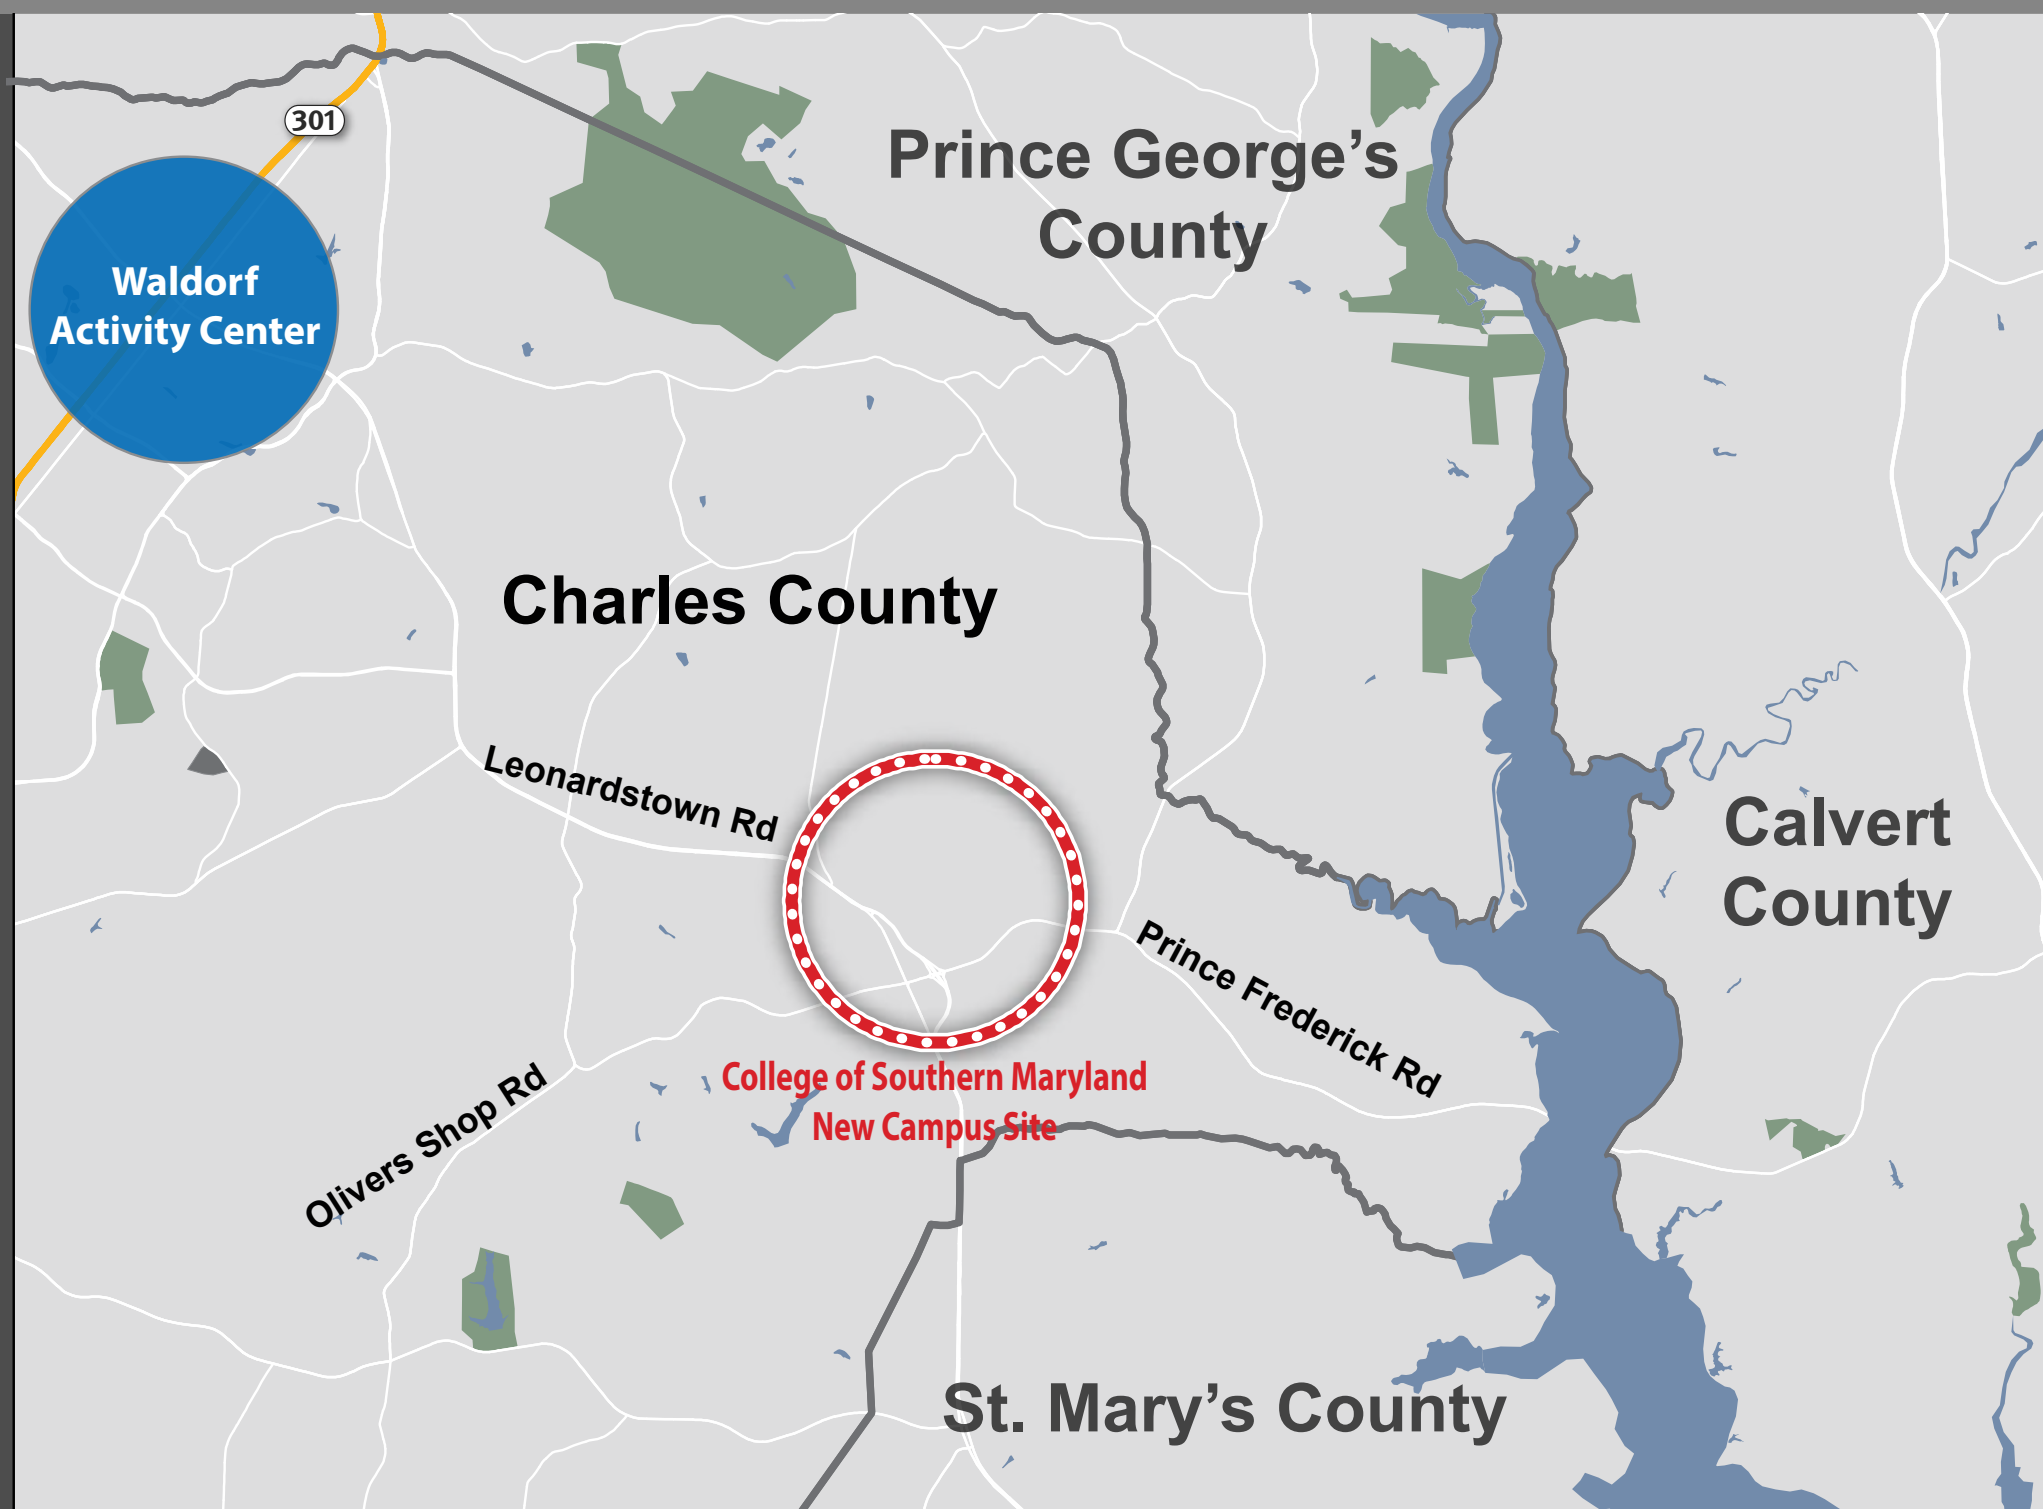 301
Prince George’s
County
Waldorf
Activity Center
Charles County
Leonardstown Rd
Calvert
County
Prince Frederick Rd
College of Southern Maryland
New Campus Site
Olivers Shop Rd
St. Mary’s County